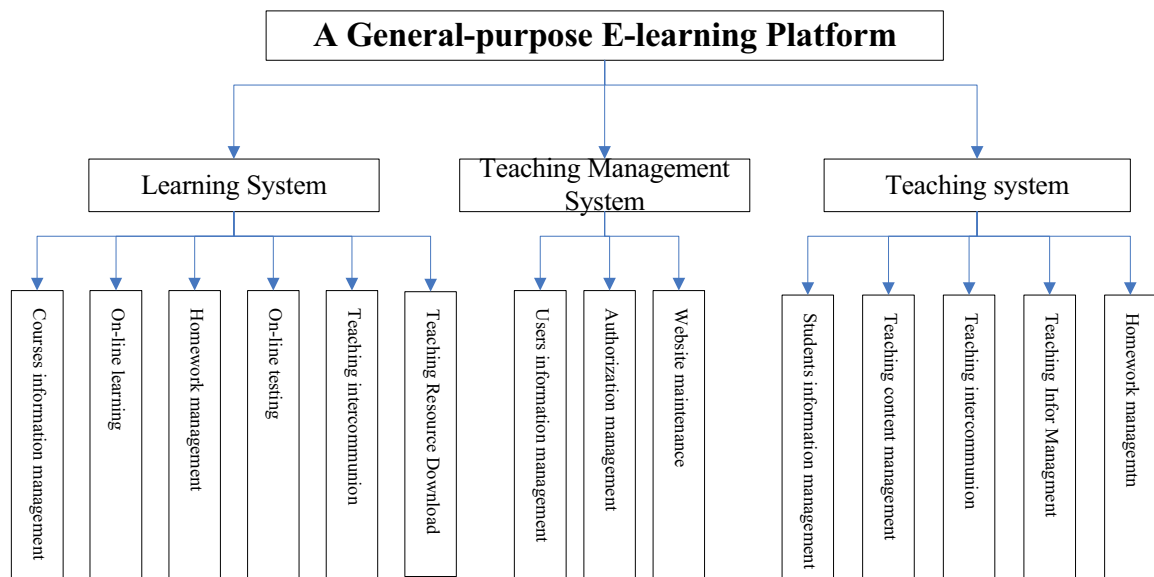 A General-purpose E-learning Platform
Learning System
Teaching Management
System
Teaching system
Courses information management
On-line learning
Homework management
On-line testing
Teaching intercommunion
Teaching Resource Download
Users information management
Authorization management
Website maintenance
Students information management
Teaching content management
Teaching intercommunion
Teaching Infor Managment
Homework managemtn